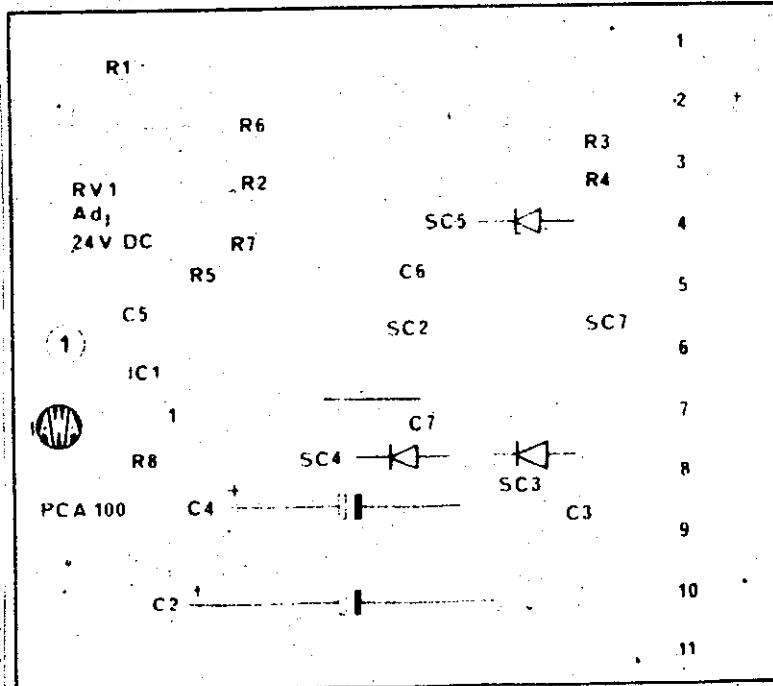 1
R1
2
R6
R3
3
R2
R4
RV1
Adj
24V DC
SC5
4
R7
R5
C6
5
C5
SC2
SC7
1
6
IC1
7
1
C7
R8
SC4
8
SC3
PCA 100
C4
+
C3
9
C2
+
10
11